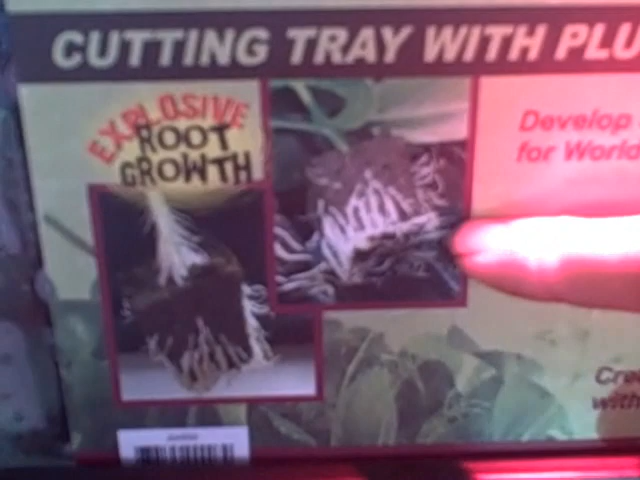 CUTTING TRAY WITH PLU
EXPLOSIVE
ROOT
GROWTH
Develop
for World
Cre
with